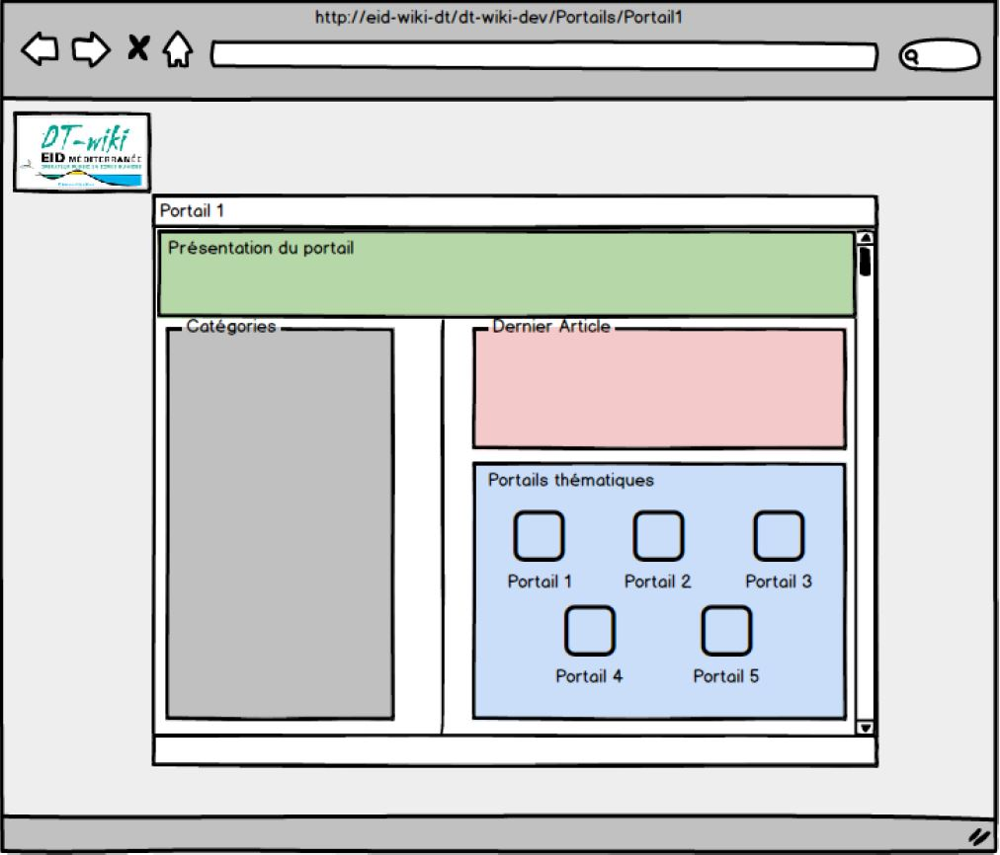 http://eid-wiki-dt/dt-wiki-dev/Portails/Portail1
DT-wiki
EID MÉDITERRANÉE
Portail 1
Présentation du portail
Catégories
Dernier Article
Portails thématiques
Portail 1 Portail 2 Portail 3
Portail 4 Portail 5